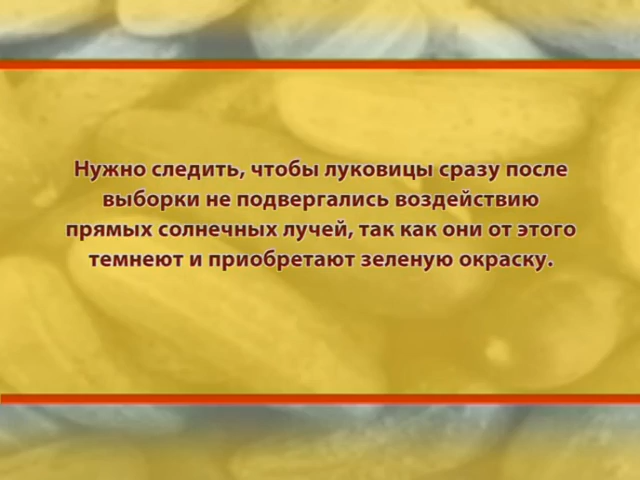 Нужно следить, чтобы луковицы сразу после
выборки не подвергались воздействию
прямых солнечных лучей, так как они от этого
темнеют и приобретают зеленую окраску.